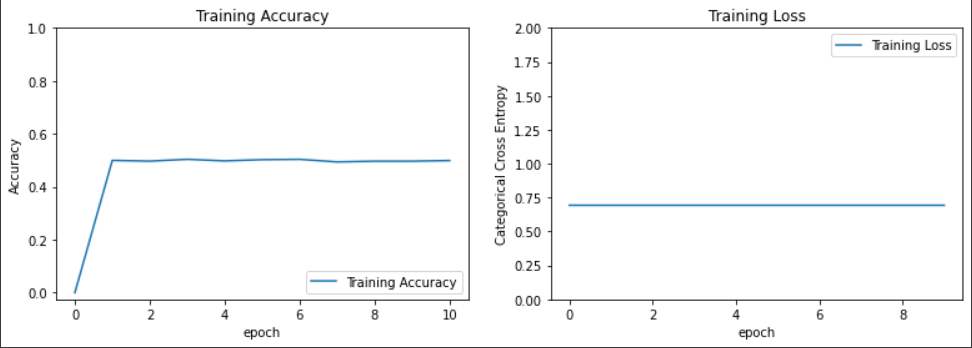 Training Accuracy
1.0
0.8
0.6
0.4
0.2
0.0
Accuracy
Training Accuracy
0 2 4 6 8 10
epoch
Training Loss
2.00
1.75
1.50
1.25
1.00
0.75
0.50
0.25
0.00
Categorical Cross Entropy
Training Loss
0 2 4 6 8
epoch